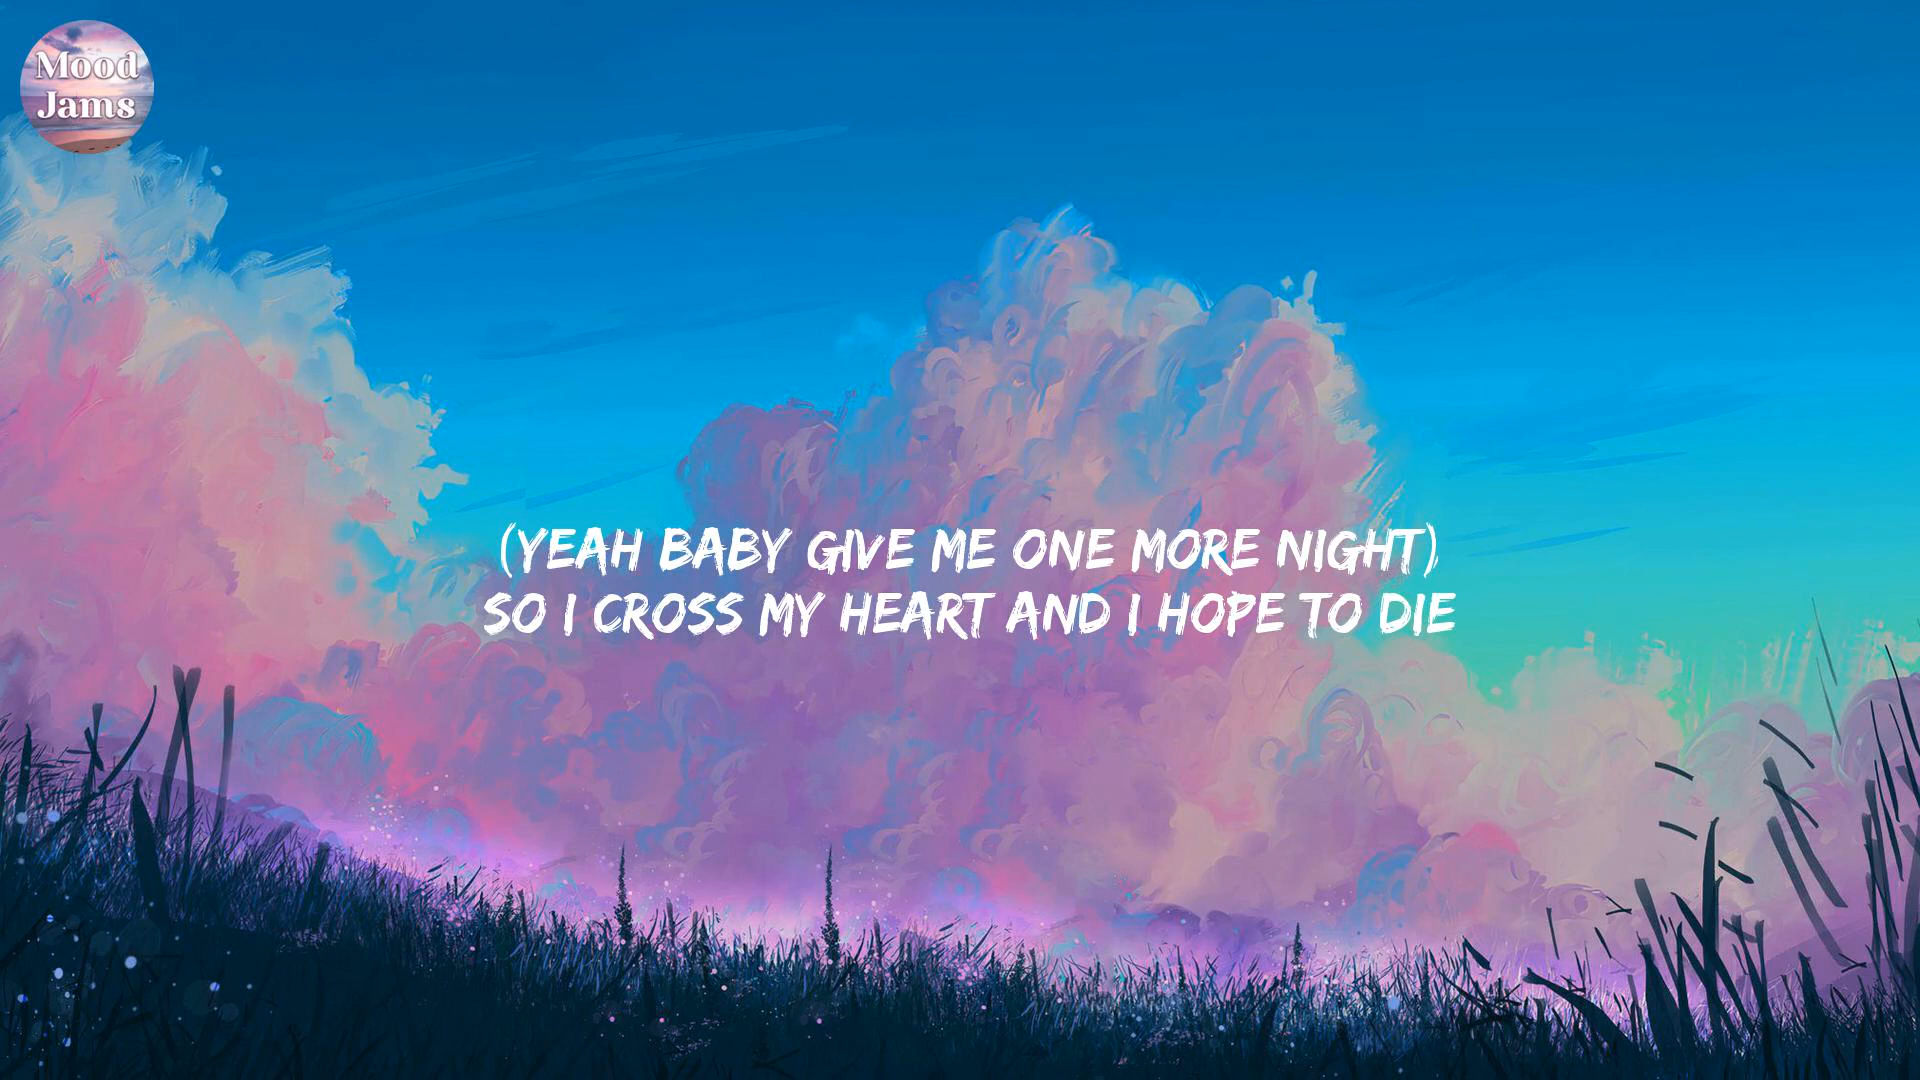 Mood
Jams
(YEAH BABY GIVE ME ONE MORE NIGHT)
SO I CROSS MY HEART AND I HOPE TO DIE